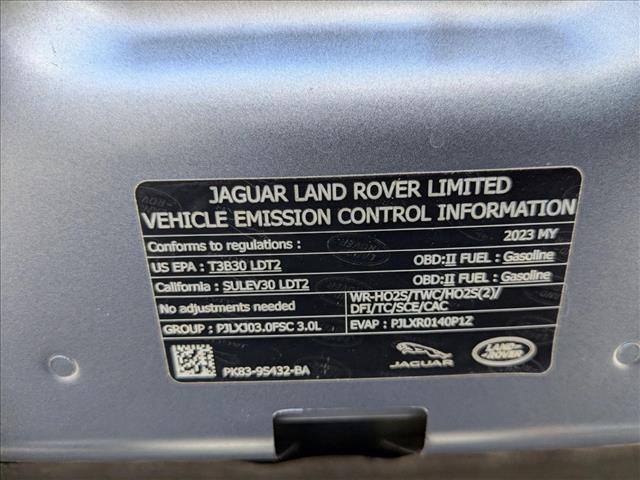 JAGUAR LAND ROVER LIMITED
VEHICLE EMISSION CONTROL INFORMATION
Conforms to regulations : 2023 MY
US EPA : T3B30 LDT2 OBD:II FUEL : Gasoline
California : SULEV30 LDT2 OBD:II FUEL : Gasoline
No adjustments needed WR-HO2S/TWC/HO2S(2)/
DFI/TC/SCE/CAC
GROUP : PJLXJ03.0PSC 3.0L EVAP : PJLXR0140P1Z
PK83-9S432-BA JAGUAR LAND-
ROVER